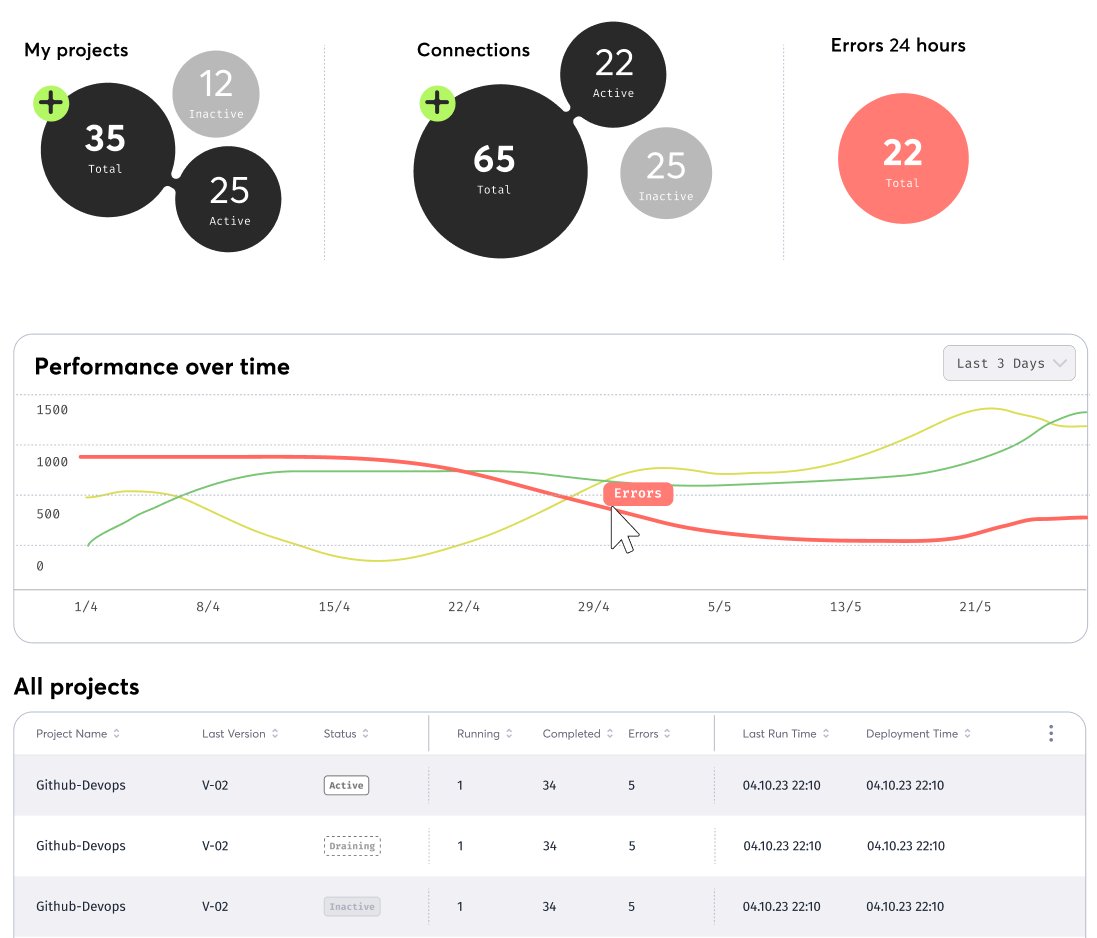 My projects
35
Total
12
Inactive
25
Active
Connections
65
Total
22
Active
25
Inactive
Errors 24 hours
22
Total
Performance over time
Last 3 Days
1500
1000
500
0
Errors
1/4 8/4 15/4 22/4 29/4 5/5 13/5 21/5
All projects
Project Name Last Version Status Running Completed Errors Last Run Time Deployment Time
Github-Devops V-02 Active 1 34 5 04.10.23 22:10 04.10.23 22:10
Github-Devops V-02 Draining 1 34 5 04.10.23 22:10 04.10.23 22:10
Github-Devops V-02 Inactive 1 34 5 04.10.23 22:10 04.10.23 22:10